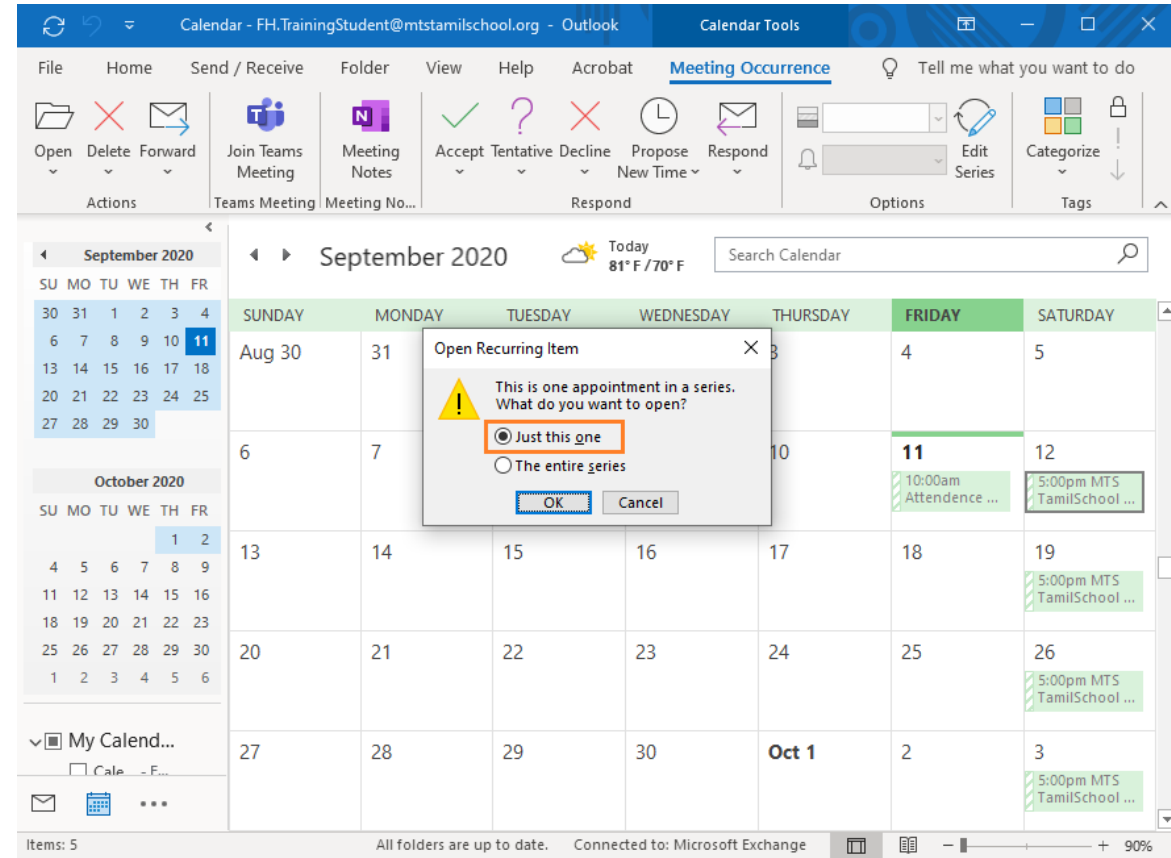 Calendar - FH.TrainingStudent@mtstamilschool.org - Outlook Calendar Tools
File Home Send / Receive Folder View Help Acrobat Meeting Occurrence Tell me what you want to do
Open Delete Forward Join Teams Meeting Meeting Notes Accept Tentative Decline Propose New Time Respond Edit Series Categorize
Actions Teams Meeting Meeting No... Respond Options Tags
September 2020
SU MO TU WE TH FR
30 31 1 2 3 4
6 7 8 9 10 11
13 14 15 16 17 18
20 21 22 23 24 25
27 28 29 30
October 2020
SU MO TU WE TH FR
1 2
4 5 6 7 8 9
11 12 13 14 15 16
18 19 20 21 22 23
25 26 27 28 29 30
1 2 3 4 5 6
My Calend...
September 2020 Today
81° F / 70° F
Search Calendar
SUNDAY MONDAY TUESDAY WEDNESDAY THURSDAY FRIDAY SATURDAY
Aug 30 31 3 4 5
Open Recurring Item
This is one appointment in a series.
What do you want to open?
Just this one
The entire series
OK Cancel
6 7 10 11 12
10:00am
Attendence ...
5:00pm MTS
TamilSchool ...
13 14 15 16 17 18 19
5:00pm MTS
TamilSchool ...
20 21 22 23 24 25 26
5:00pm MTS
TamilSchool ...
27 28 29 30 Oct 1 2 3
5:00pm MTS
TamilSchool ...
Items: 5 All folders are up to date. Connected to: Microsoft Exchange 90%